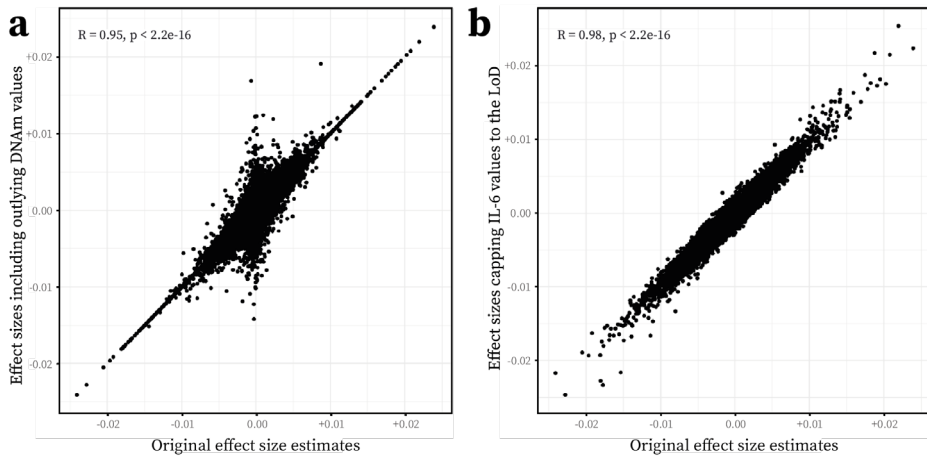 a
R = 0.95, p < 2.2e-16
Effect sizes including outlying DNAm values
+0.02
+0.01
0.00
-0.01
-0.02
-0.02
-0.01
0.00
+0.01
+0.02
Original effect size estimates
b
R = 0.98, p < 2.2e-16
Effect sizes capping IL-6 values to the LoD
+0.02
+0.01
0.00
-0.01
-0.02
-0.02
-0.01
0.00
+0.01
+0.02
Original effect size estimates